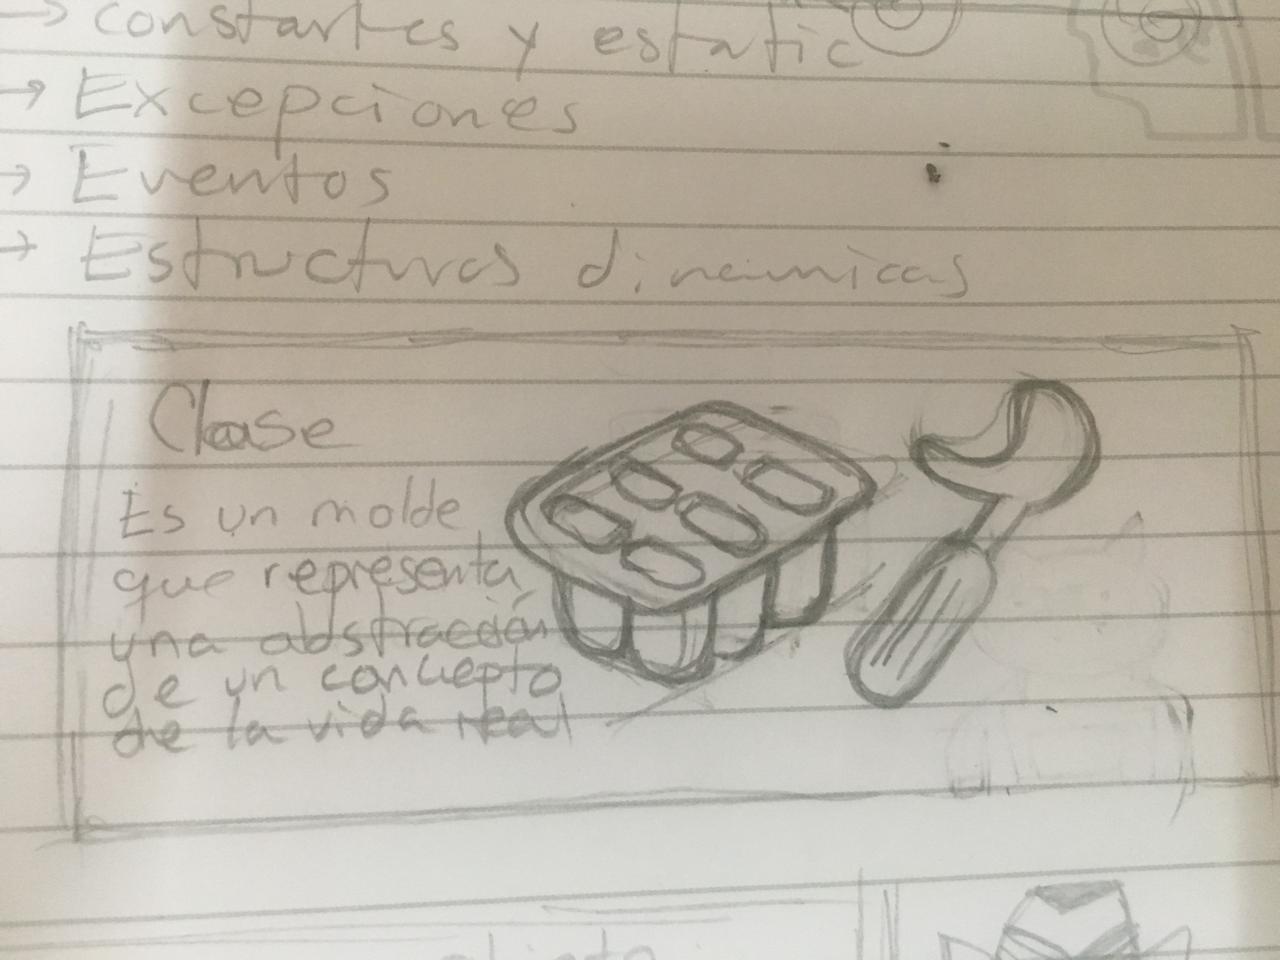 → constantes y estatic
→ Excepciones
→ Eventos
→ Estructuras dinamicas
Clase
Es un molde
que representa
una abstracción
de un concepto
de la vida real